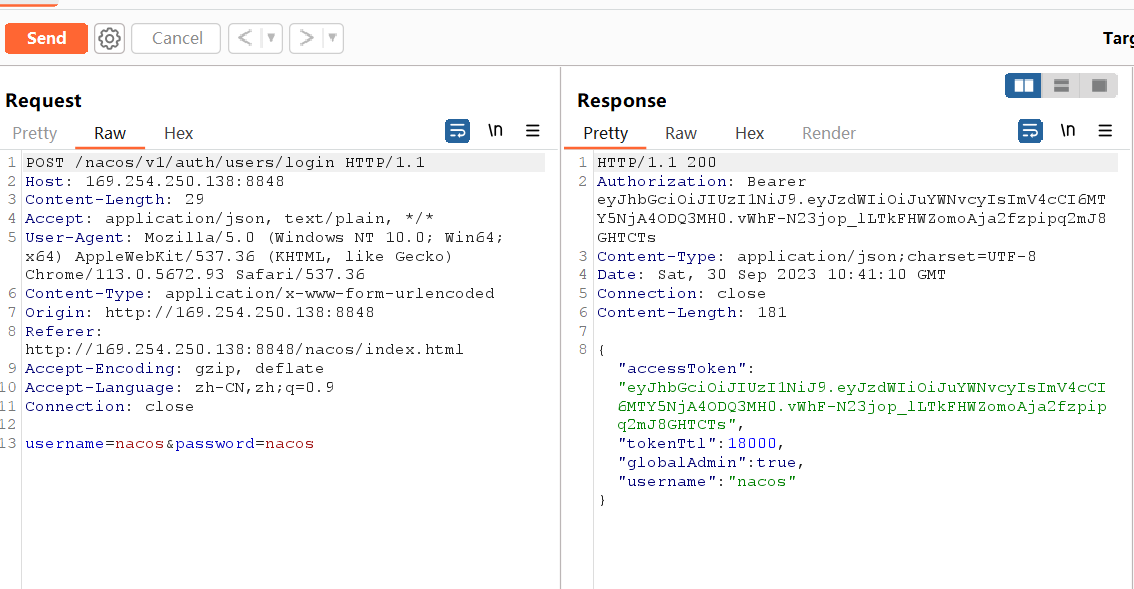 Send
Cancel
Targ
Request
Pretty
Raw
Hex
\n
1 POST /nacos/v1/auth/users/login HTTP/1.1
2 Host: 169.254.250.138:8848
3 Content-Length: 29
4 Accept: application/json, text/plain, */*
5 User-Agent: Mozilla/5.0 (Windows NT 10.0; Win64;
x64) AppleWebKit/537.36 (KHTML, like Gecko)
Chrome/113.0.5672.93 Safari/537.36
6 Content-Type: application/x-www-form-urlencoded
7 Origin: http://169.254.250.138:8848
8 Referer:
http://169.254.250.138:8848/nacos/index.html
9 Accept-Encoding: gzip, deflate
10 Accept-Language: zh-CN,zh;q=0.9
11 Connection: close
12
13 username=nacos&password=nacos
Response
Pretty
Raw
Hex
Render
\n
1 HTTP/1.1 200
2 Authorization: Bearer
eyJhbGciOiJIUzI1NiJ9.eyJzdWIiOiJuYWNvcyIsImV4cCI6MT
Y5NjA4ODQ3MH0.vWhF-N23jop_lLTkFHWZomoAja2fzpipq2mJ8
GHTCTs
3 Content-Type: application/json;charset=UTF-8
4 Date: Sat, 30 Sep 2023 10:41:10 GMT
5 Connection: close
6 Content-Length: 181
7
8 {
"accessToken":
"eyJhbGciOiJIUzI1NiJ9.eyJzdWIiOiJuYWNvcyIsImV4cCI
6MTY5NjA4ODQ3MH0.vWhF-N23jop_lLTkFHWZomoAja2fzpip
q2mJ8GHTCTs",
"tokenTtl":18000,
"globalAdmin":true,
"username":"nacos"
}